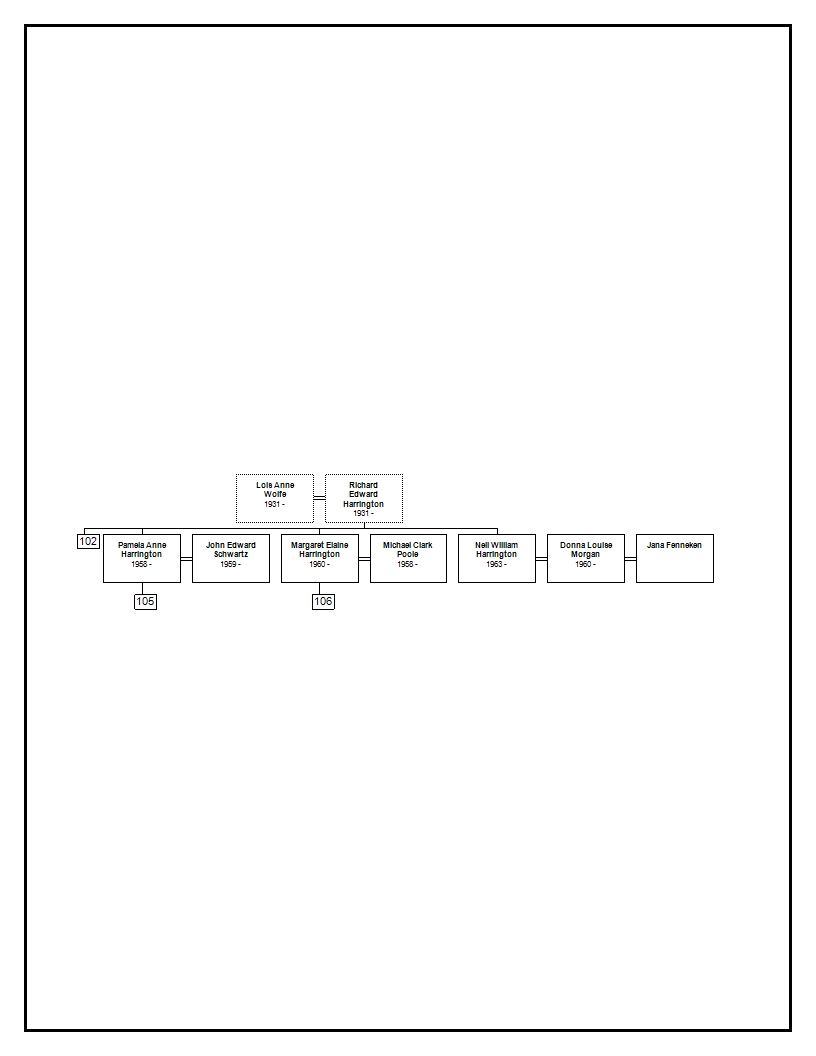 Lois Anne
Wolfe
1931 -
Richard
Edward
Harrington
1931 -
102
Pamela Anne
Harrington
1958 -
John Edward
Schwartz
1959 -
Margaret Elaine
Harrington
1960 -
Michael Clark
Poole
1958 -
Neil William
Harrington
1963 -
Donna Louise
Morgan
1960 -
Jana Fenneken
105
106